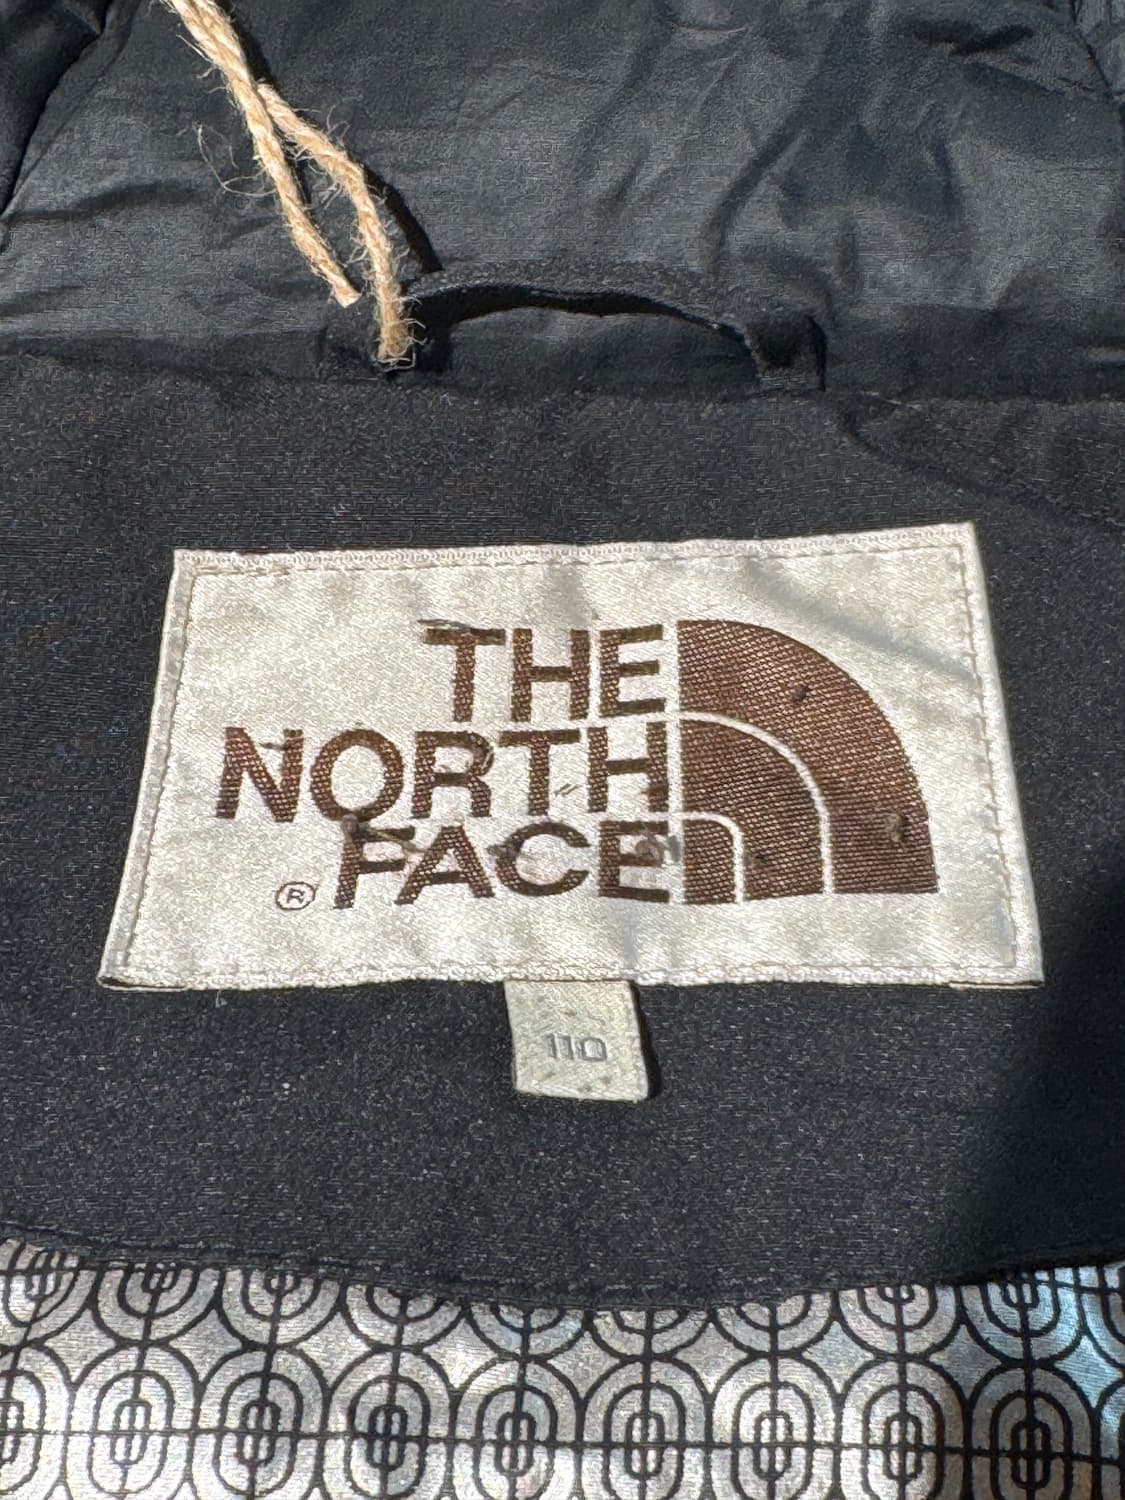 THE
NORTH
® FACE
110